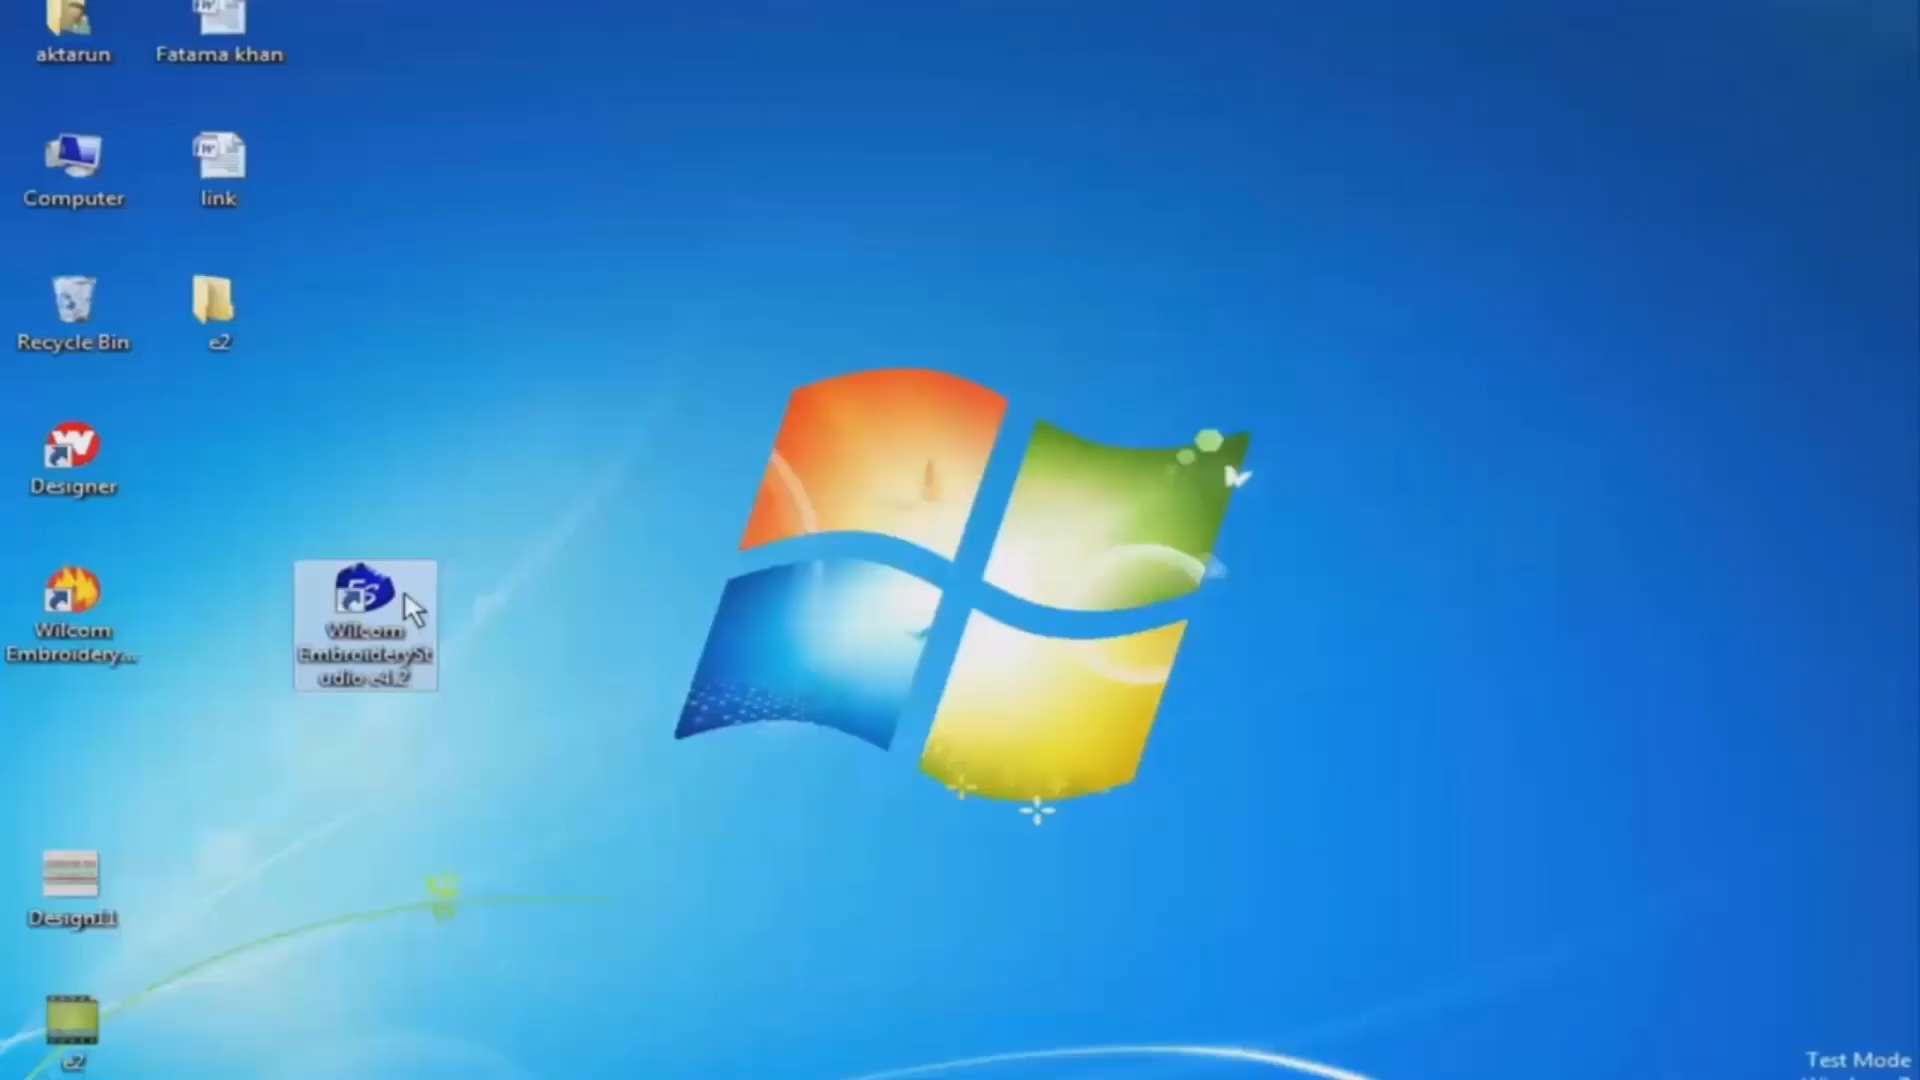 aktarun
Fatama khan
Computer
link
Recycle Bin
e2
Designer
Wilcom
Embroidery...
Wilcom
EmbroiderySt
udio e4.2
Design11
e2
Test Mode